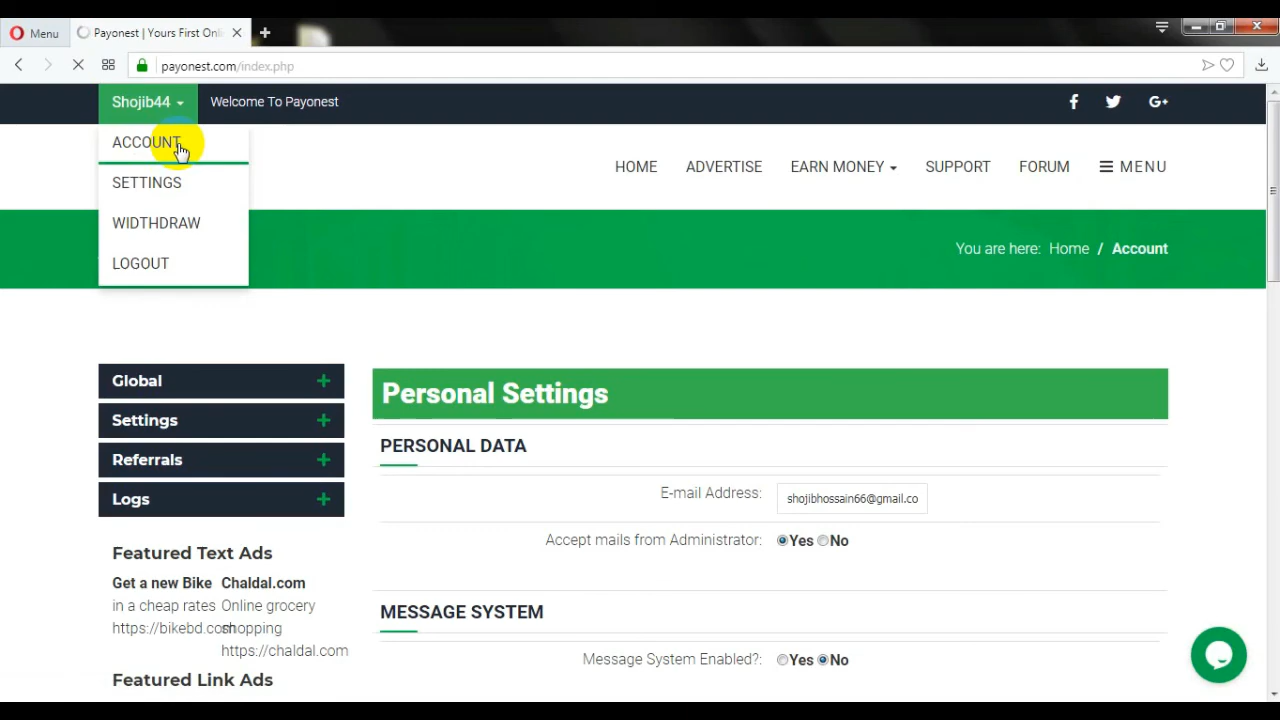 Menu
Payonest | Yours First Onl
payonest.com/index.php
Shojib44
Welcome To Payonest
ACCOUNT
SETTINGS
WIDTHDRAW
LOGOUT
HOME
ADVERTISE
EARN MONEY
SUPPORT
FORUM
MENU
You are here: Home / Account
Global +
Settings +
Referrals +
Logs +
Personal Settings
PERSONAL DATA
E-mail Address: shojibhossain66@gmail.co
Accept mails from Administrator: Yes No
MESSAGE SYSTEM
Message System Enabled?: Yes No
Featured Text Ads
Get a new Bike
in a cheap rates
https://bikebd.com
Chaldal.com
Online grocery
shopping
https://chaldal.com
Featured Link Ads